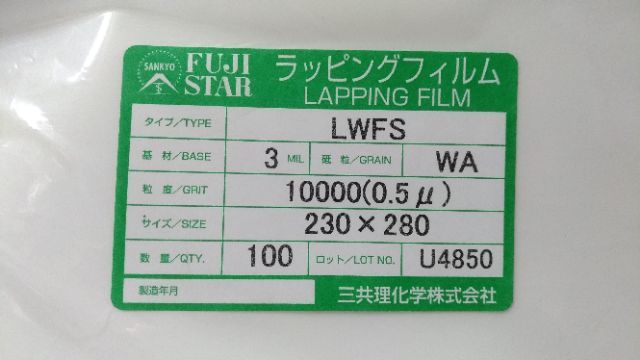 SANKYO
FUJI STAR
ラッピングフィルム
LAPPING FILM
タイプ/TYPE LWFS
基材/BASE 3 MIL 砥粒/GRAIN WA
粒度/GRIT 10000(0.5μ)
サイズ/SIZE 230×280
数量/QTY. 100 ロット/LOT NO. U4850
製造年月 三共理化学株式会社